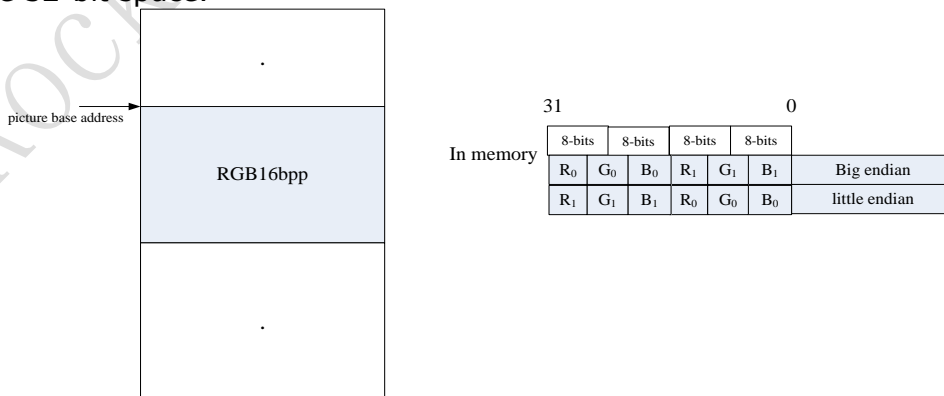 .
picture base address
RGB16bpp
.
31 0
In memory
8-bits 8-bits 8-bits 8-bits
R₀ G₀ B₀ R₁ G₁ B₁ Big endian
R₁ G₁ B₁ R₀ G₀ B₀ little endian